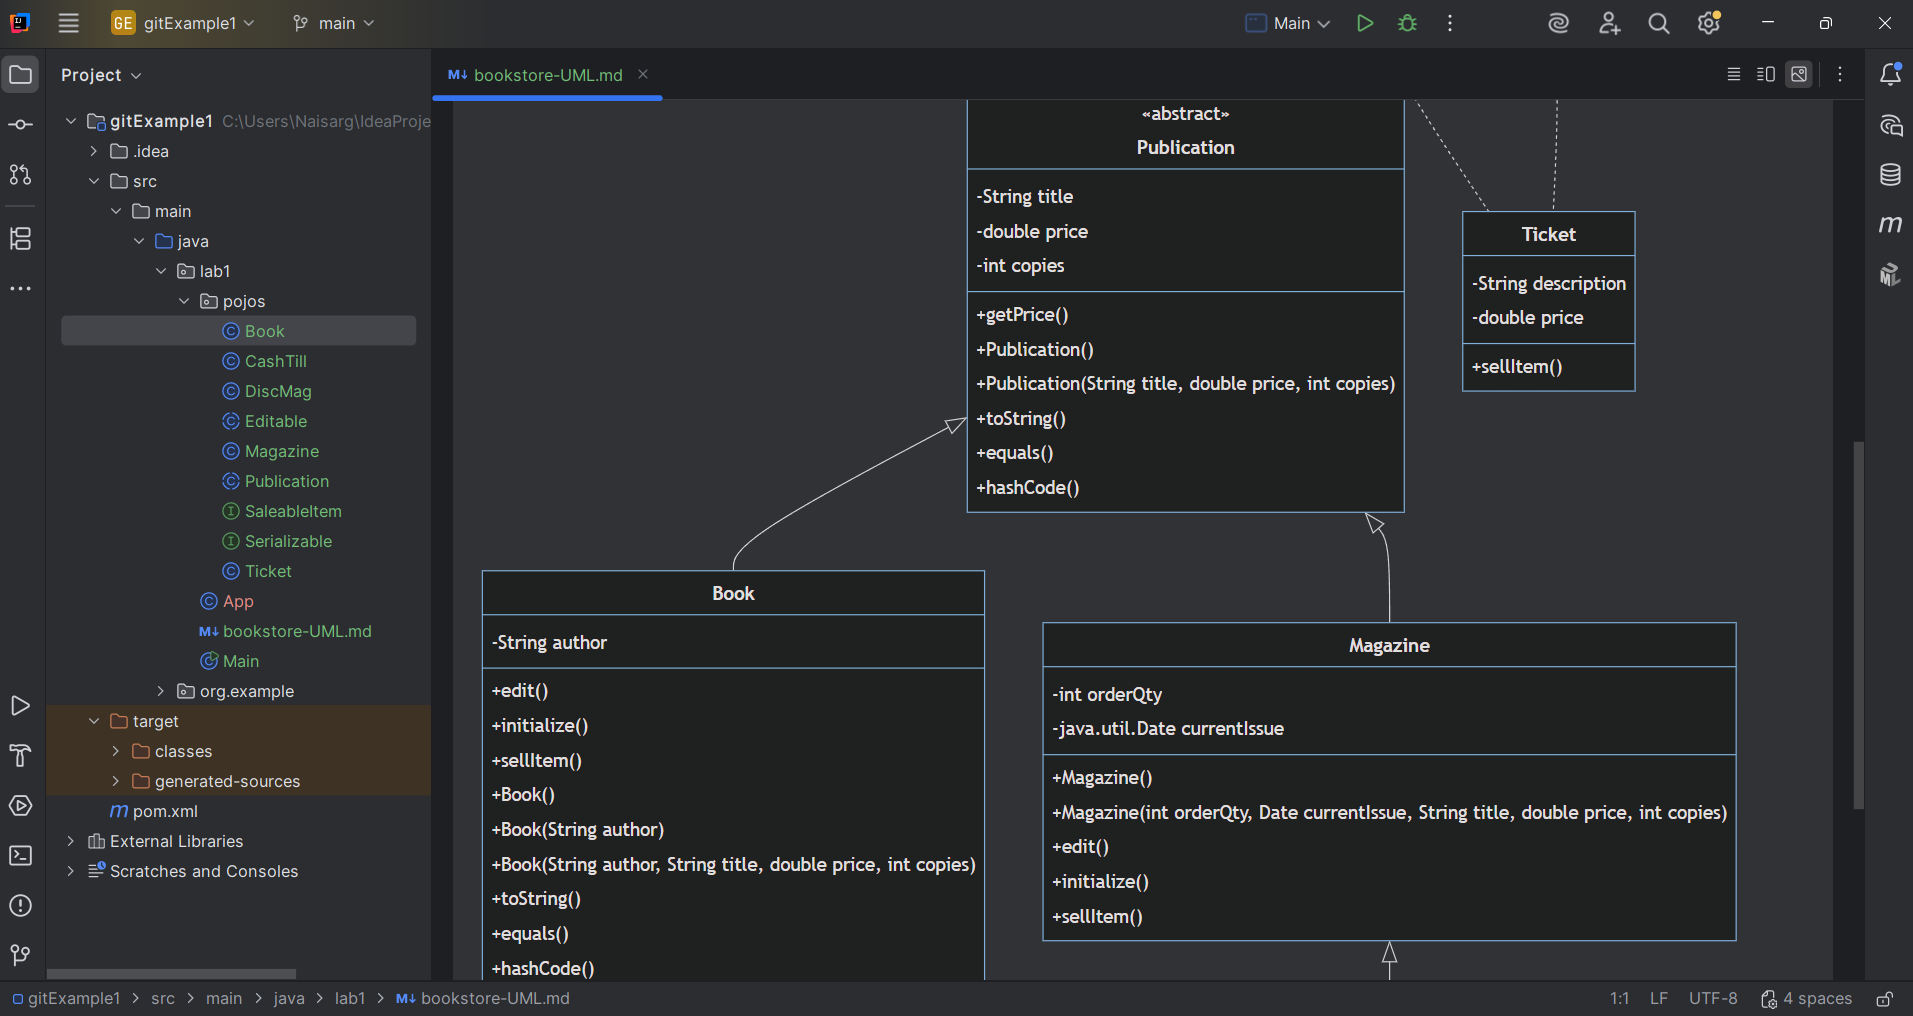 GE gitExample1
main
Main
Project
bookstore-UML.md
gitExample1 C:\Users\Naisarg\IdeaProje
.idea
src
main
java
lab1
pojos
Book
CashTill
DiscMag
Editable
Magazine
Publication
SaleableItem
Serializable
Ticket
App
bookstore-UML.md
Main
org.example
target
classes
generated-sources
pom.xml
External Libraries
Scratches and Consoles
«abstract»
Publication
-String title
-double price
-int copies
+getPrice()
+Publication()
+Publication(String title, double price, int copies)
+toString()
+equals()
+hashCode()
Ticket
-String description
-double price
+sellItem()
Book
-String author
+edit()
+initialize()
+sellItem()
+Book()
+Book(String author)
+Book(String author, String title, double price, int copies)
+toString()
+equals()
+hashCode()
Magazine
-int orderQty
-java.util.Date currentIssue
+Magazine()
+Magazine(int orderQty, Date currentIssue, String title, double price, int copies)
+edit()
+initialize()
+sellItem()
gitExample1 > src > main > java > lab1 > bookstore-UML.md
1:1 LF UTF-8 4 spaces